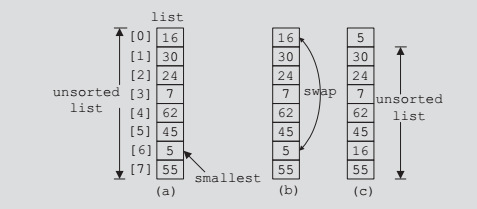 list
[0] 16 16 5
[1] 30 30 30
[2] 24 24 24
[3] 7 7 7
[4] 62 62 62
[5] 45 45 45
[6] 5 5 16
[7] 55 55 55
unsorted
list
swap
unsorted
list
smallest
(a) (b) (c)